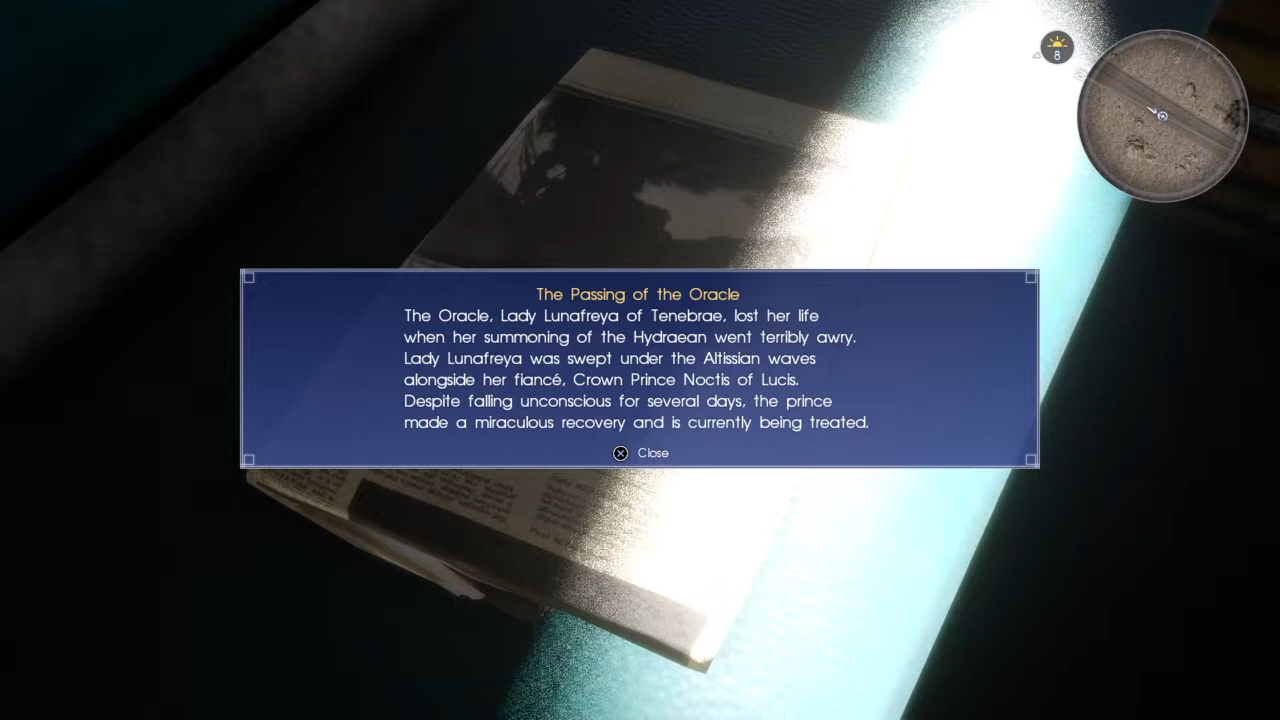 8
The Passing of the Oracle
The Oracle, Lady Lunafreya of Tenebrae, lost her life
when her summoning of the Hydraean went terribly awry.
Lady Lunafreya was swept under the Altissian waves
alongside her fiancé, Crown Prince Noctis of Lucis.
Despite falling unconscious for several days, the prince
made a miraculous recovery and is currently being treated.
Close